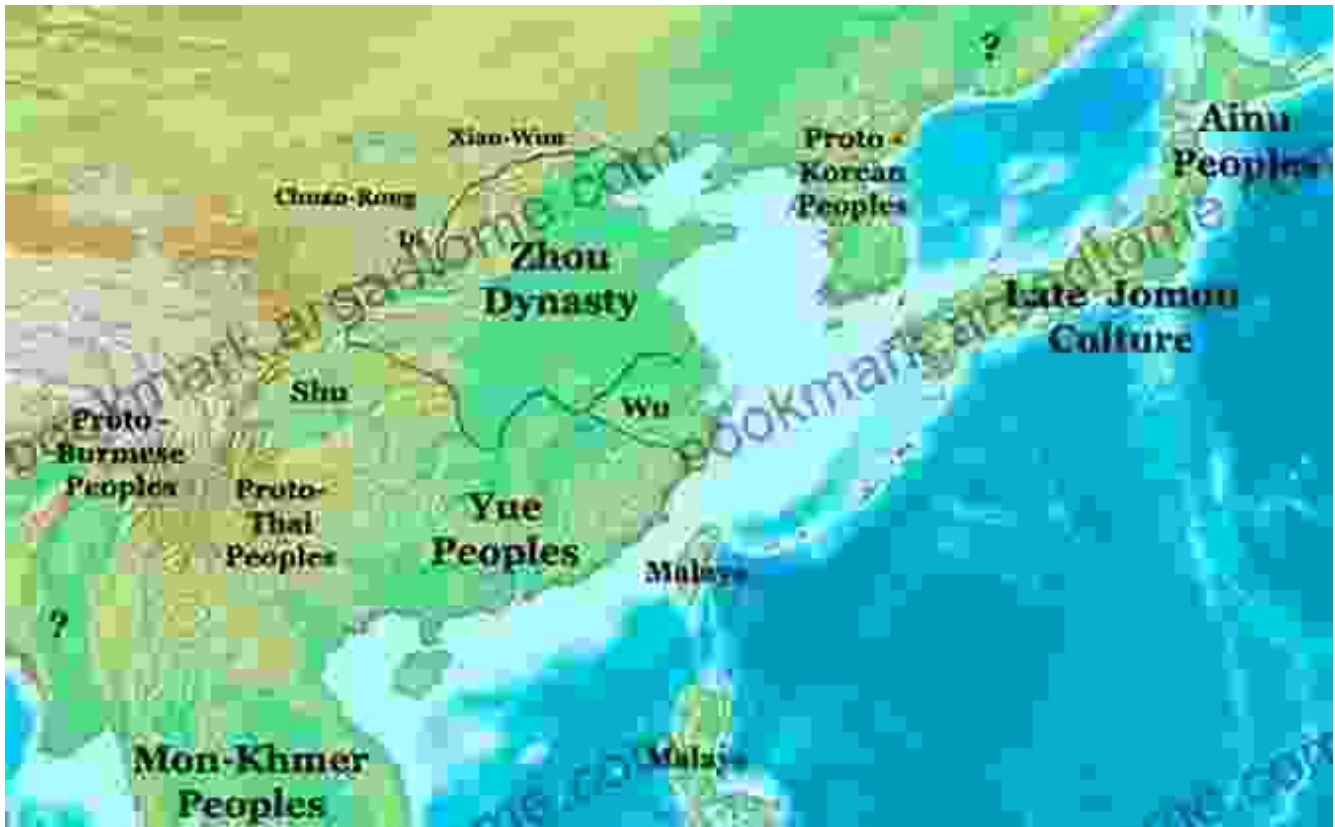 ?
Ainu
Peoples
Xian-Wun
Proto -
Korean
Peoples
Chuan-Rong
Di
Zhou
Dynasty
Late Jomon
Culture
Shu
Wu
Proto -
Burmese
Peoples
Proto-
Thai
Peoples
Yue
Peoples
Malays
?
Mon-Khmer
Peoples
Malays